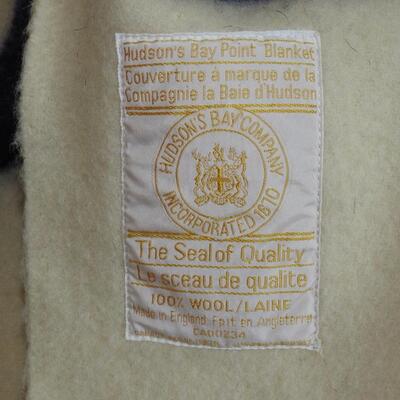 Hudson's Bay Point Blanket
Couverture à marque de la
Compagnie la Baie d'Hudson
HUDSON'S BAY COMPANY
INCORPORATED 1670
The Seal of Quality
Le sceau de qualite
100% WOOL/LAINE
Made in England Fait en Angleterre
CA00234